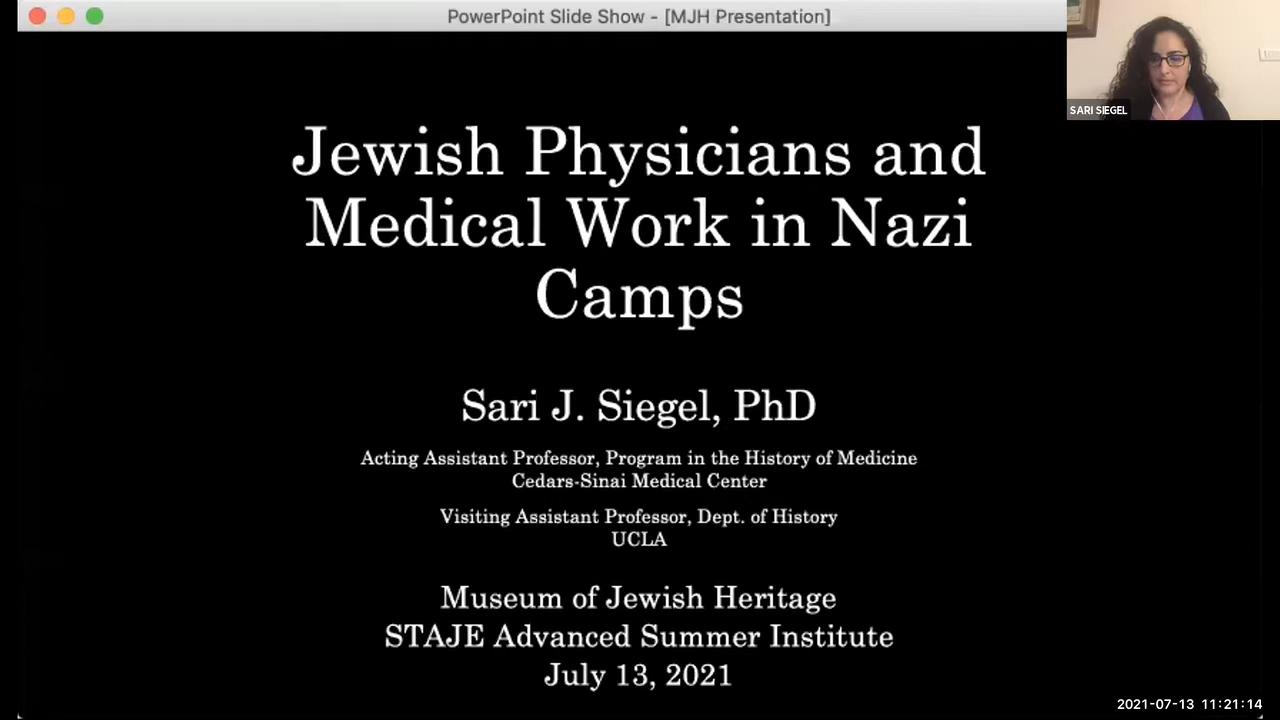 PowerPoint Slide Show - [MJH Presentation]
SARI SIEGEL
Jewish Physicians and
Medical Work in Nazi
Camps
Sari J. Siegel, PhD
Acting Assistant Professor, Program in the History of Medicine
Cedars-Sinai Medical Center
Visiting Assistant Professor, Dept. of History
UCLA
Museum of Jewish Heritage
STAJE Advanced Summer Institute
July 13, 2021
2021-07-13 11:21:14